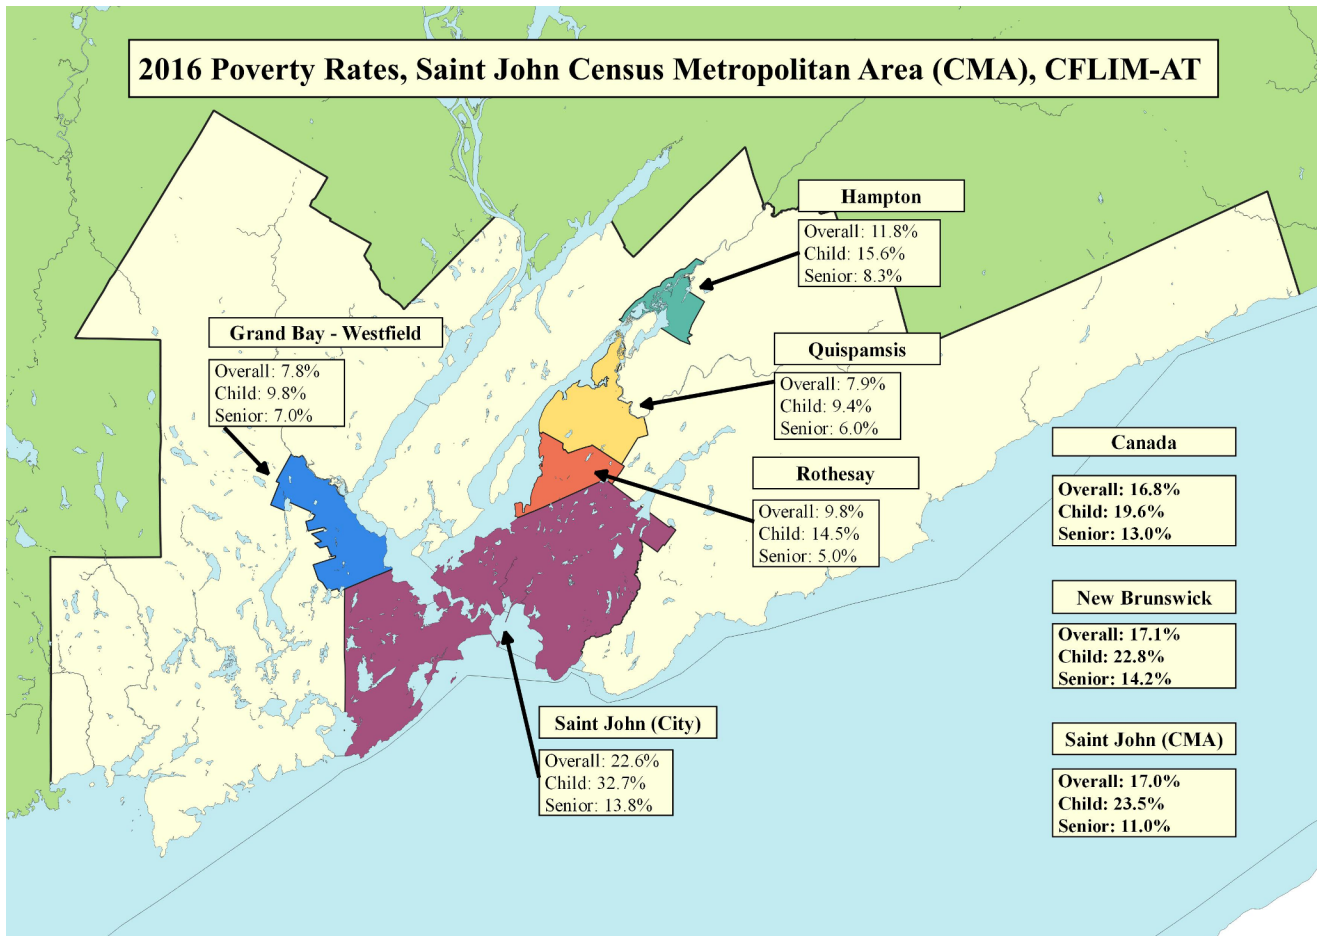 2016 Poverty Rates, Saint John Census Metropolitan Area (CMA), CFLIM-AT
Hampton
Overall: 11.8%
Child: 15.6%
Senior: 8.3%
Grand Bay - Westfield
Overall: 7.8%
Child: 9.8%
Senior: 7.0%
Quispamsis
Overall: 7.9%
Child: 9.4%
Senior: 6.0%
Rothesay
Overall: 9.8%
Child: 14.5%
Senior: 5.0%
Canada
Overall: 16.8%
Child: 19.6%
Senior: 13.0%
New Brunswick
Overall: 17.1%
Child: 22.8%
Senior: 14.2%
Saint John (City)
Overall: 22.6%
Child: 32.7%
Senior: 13.8%
Saint John (CMA)
Overall: 17.0%
Child: 23.5%
Senior: 11.0%